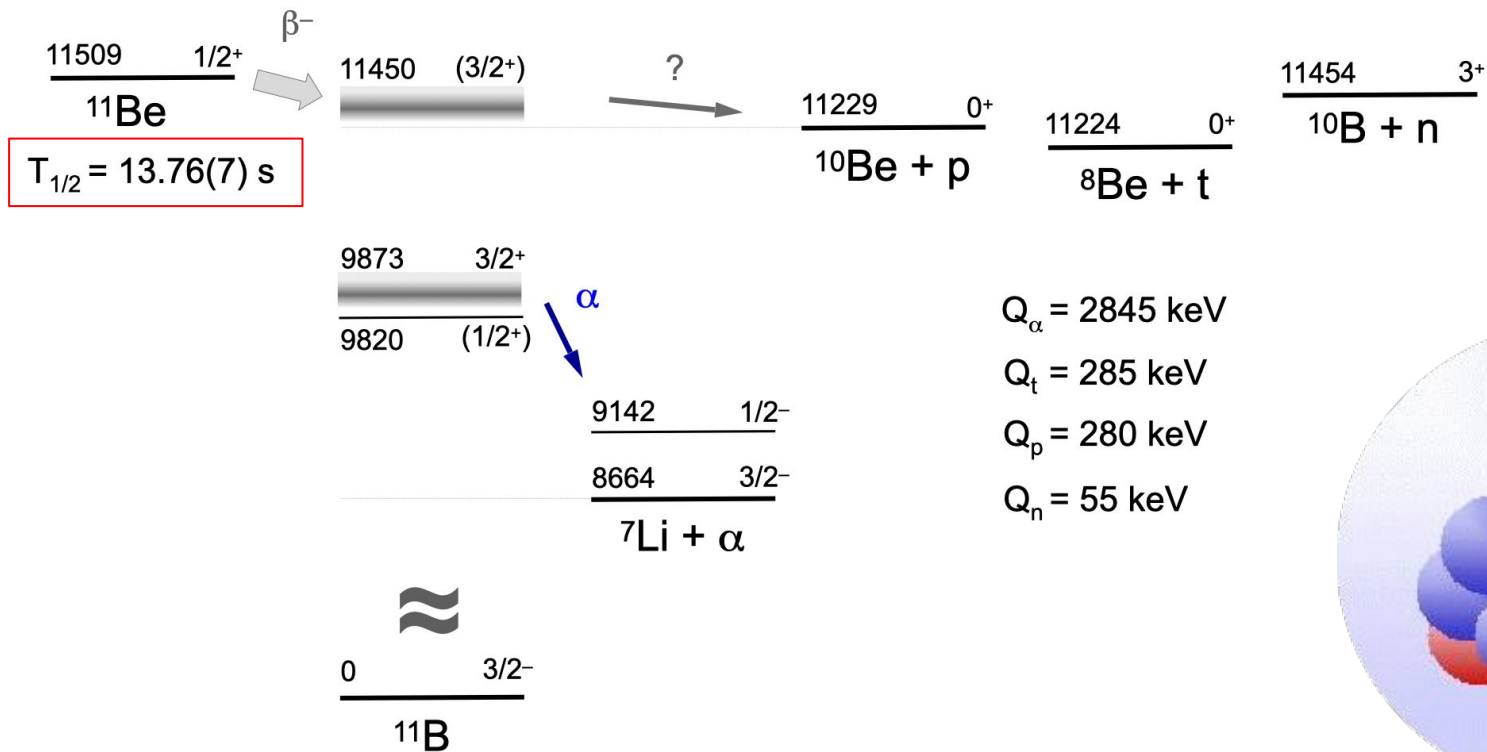 β⁻
11509 1/2⁺
¹¹Be
T₁/₂ = 13.76(7) s
11450 (3/2⁺)
?
11229 0⁺
¹⁰Be + p
11224 0⁺
⁸Be + t
11454 3⁺
¹⁰B + n
9873 3/2⁺
9820 (1/2⁺)
α
9142 1/2⁻
8664 3/2⁻
⁷Li + α
Qα = 2845 keV
Qₜ = 285 keV
Qₚ = 280 keV
Qₙ = 55 keV
≈
0 3/2⁻
¹¹B